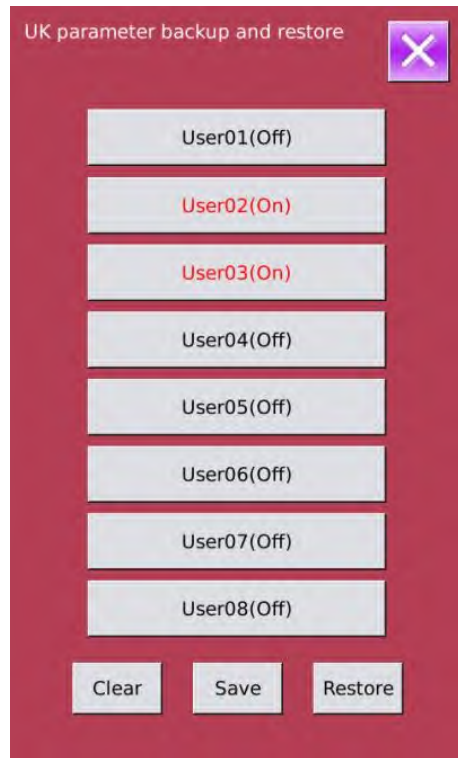 UK parameter backup and restore
User01(Off)
User02(On)
User03(On)
User04(Off)
User05(Off)
User06(Off)
User07(Off)
User08(Off)
Clear Save Restore